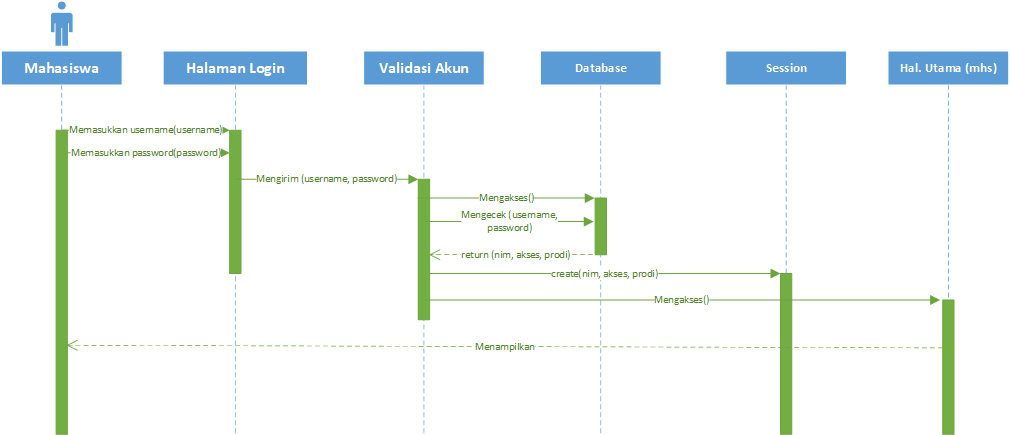 Mahasiswa
Halaman Login
Validasi Akun
Database
Session
Hal. Utama (mhs)
Memasukkan username(username)
Memasukkan password(password)
Mengirim (username, password)
Mengakses()
Mengecek (username,
password)
return (nim, akses, prodi)
create(nim, akses, prodi)
Mengakses()
Menampilkan